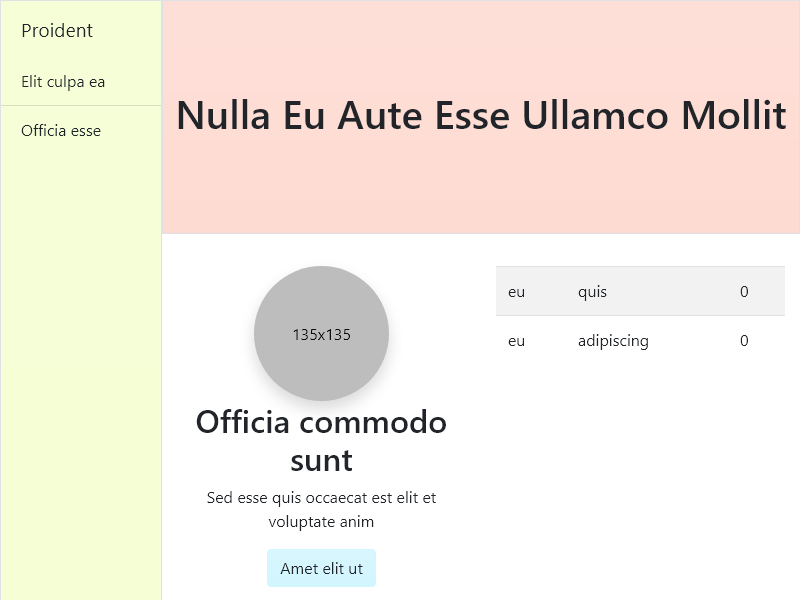 Proident
Elit culpa ea
Officia esse
Nulla Eu Aute Esse Ullamco Mollit
135x135
Officia commodo
sunt
Sed esse quis occaecat est elit et
voluptate anim
Amet elit ut
eu quis 0
eu adipiscing 0